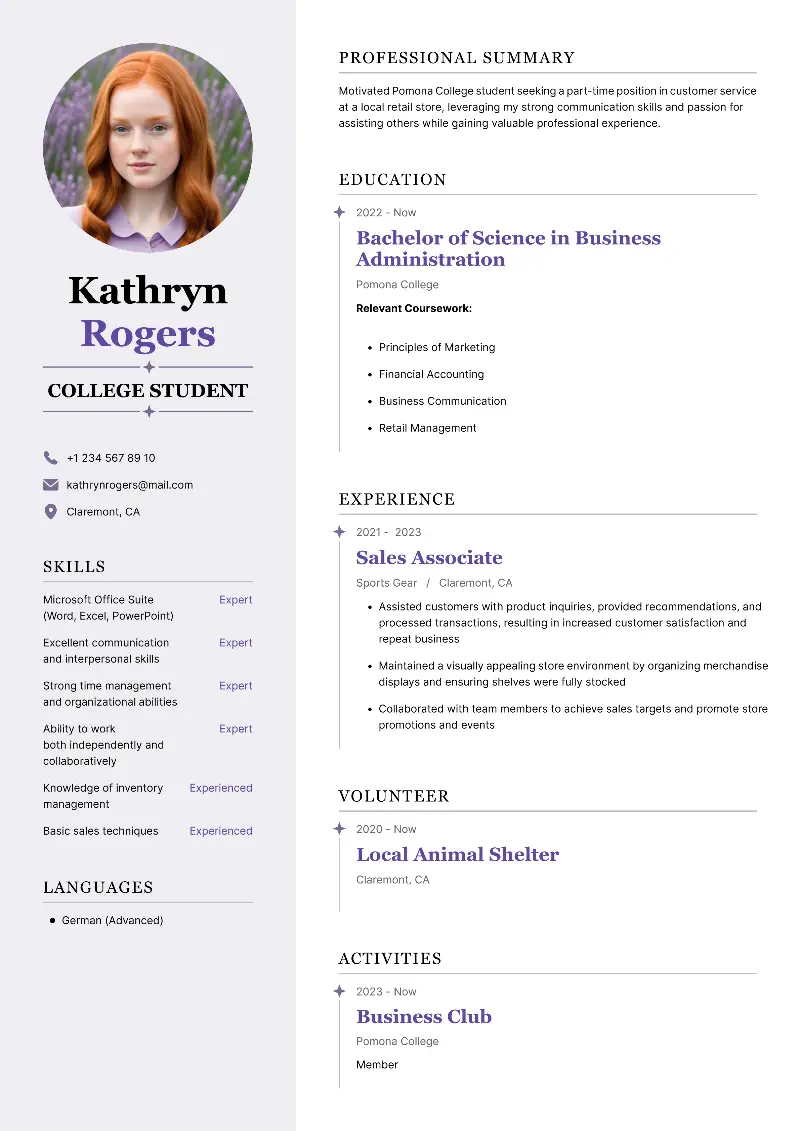 Kathryn
Rogers
COLLEGE STUDENT
+1 234 567 89 10
kathrynrogers@mail.com
Claremont, CA
SKILLS
Microsoft Office Suite Expert
(Word, Excel, PowerPoint)
Excellent communication Expert
and interpersonal skills
Strong time management Expert
and organizational abilities
Ability to work Expert
both independently and
collaboratively
Knowledge of inventory Experienced
management
Basic sales techniques Experienced
LANGUAGES
• German (Advanced)
PROFESSIONAL SUMMARY
Motivated Pomona College student seeking a part-time position in customer service
at a local retail store, leveraging my strong communication skills and passion for
assisting others while gaining valuable professional experience.
EDUCATION
2022 - Now
Bachelor of Science in Business
Administration
Pomona College
Relevant Coursework:
• Principles of Marketing
• Financial Accounting
• Business Communication
• Retail Management
EXPERIENCE
2021 - 2023
Sales Associate
Sports Gear / Claremont, CA
• Assisted customers with product inquiries, provided recommendations, and
processed transactions, resulting in increased customer satisfaction and
repeat business
• Maintained a visually appealing store environment by organizing merchandise
displays and ensuring shelves were fully stocked
• Collaborated with team members to achieve sales targets and promote store
promotions and events
VOLUNTEER
2020 - Now
Local Animal Shelter
Claremont, CA
ACTIVITIES
2023 - Now
Business Club
Pomona College
Member